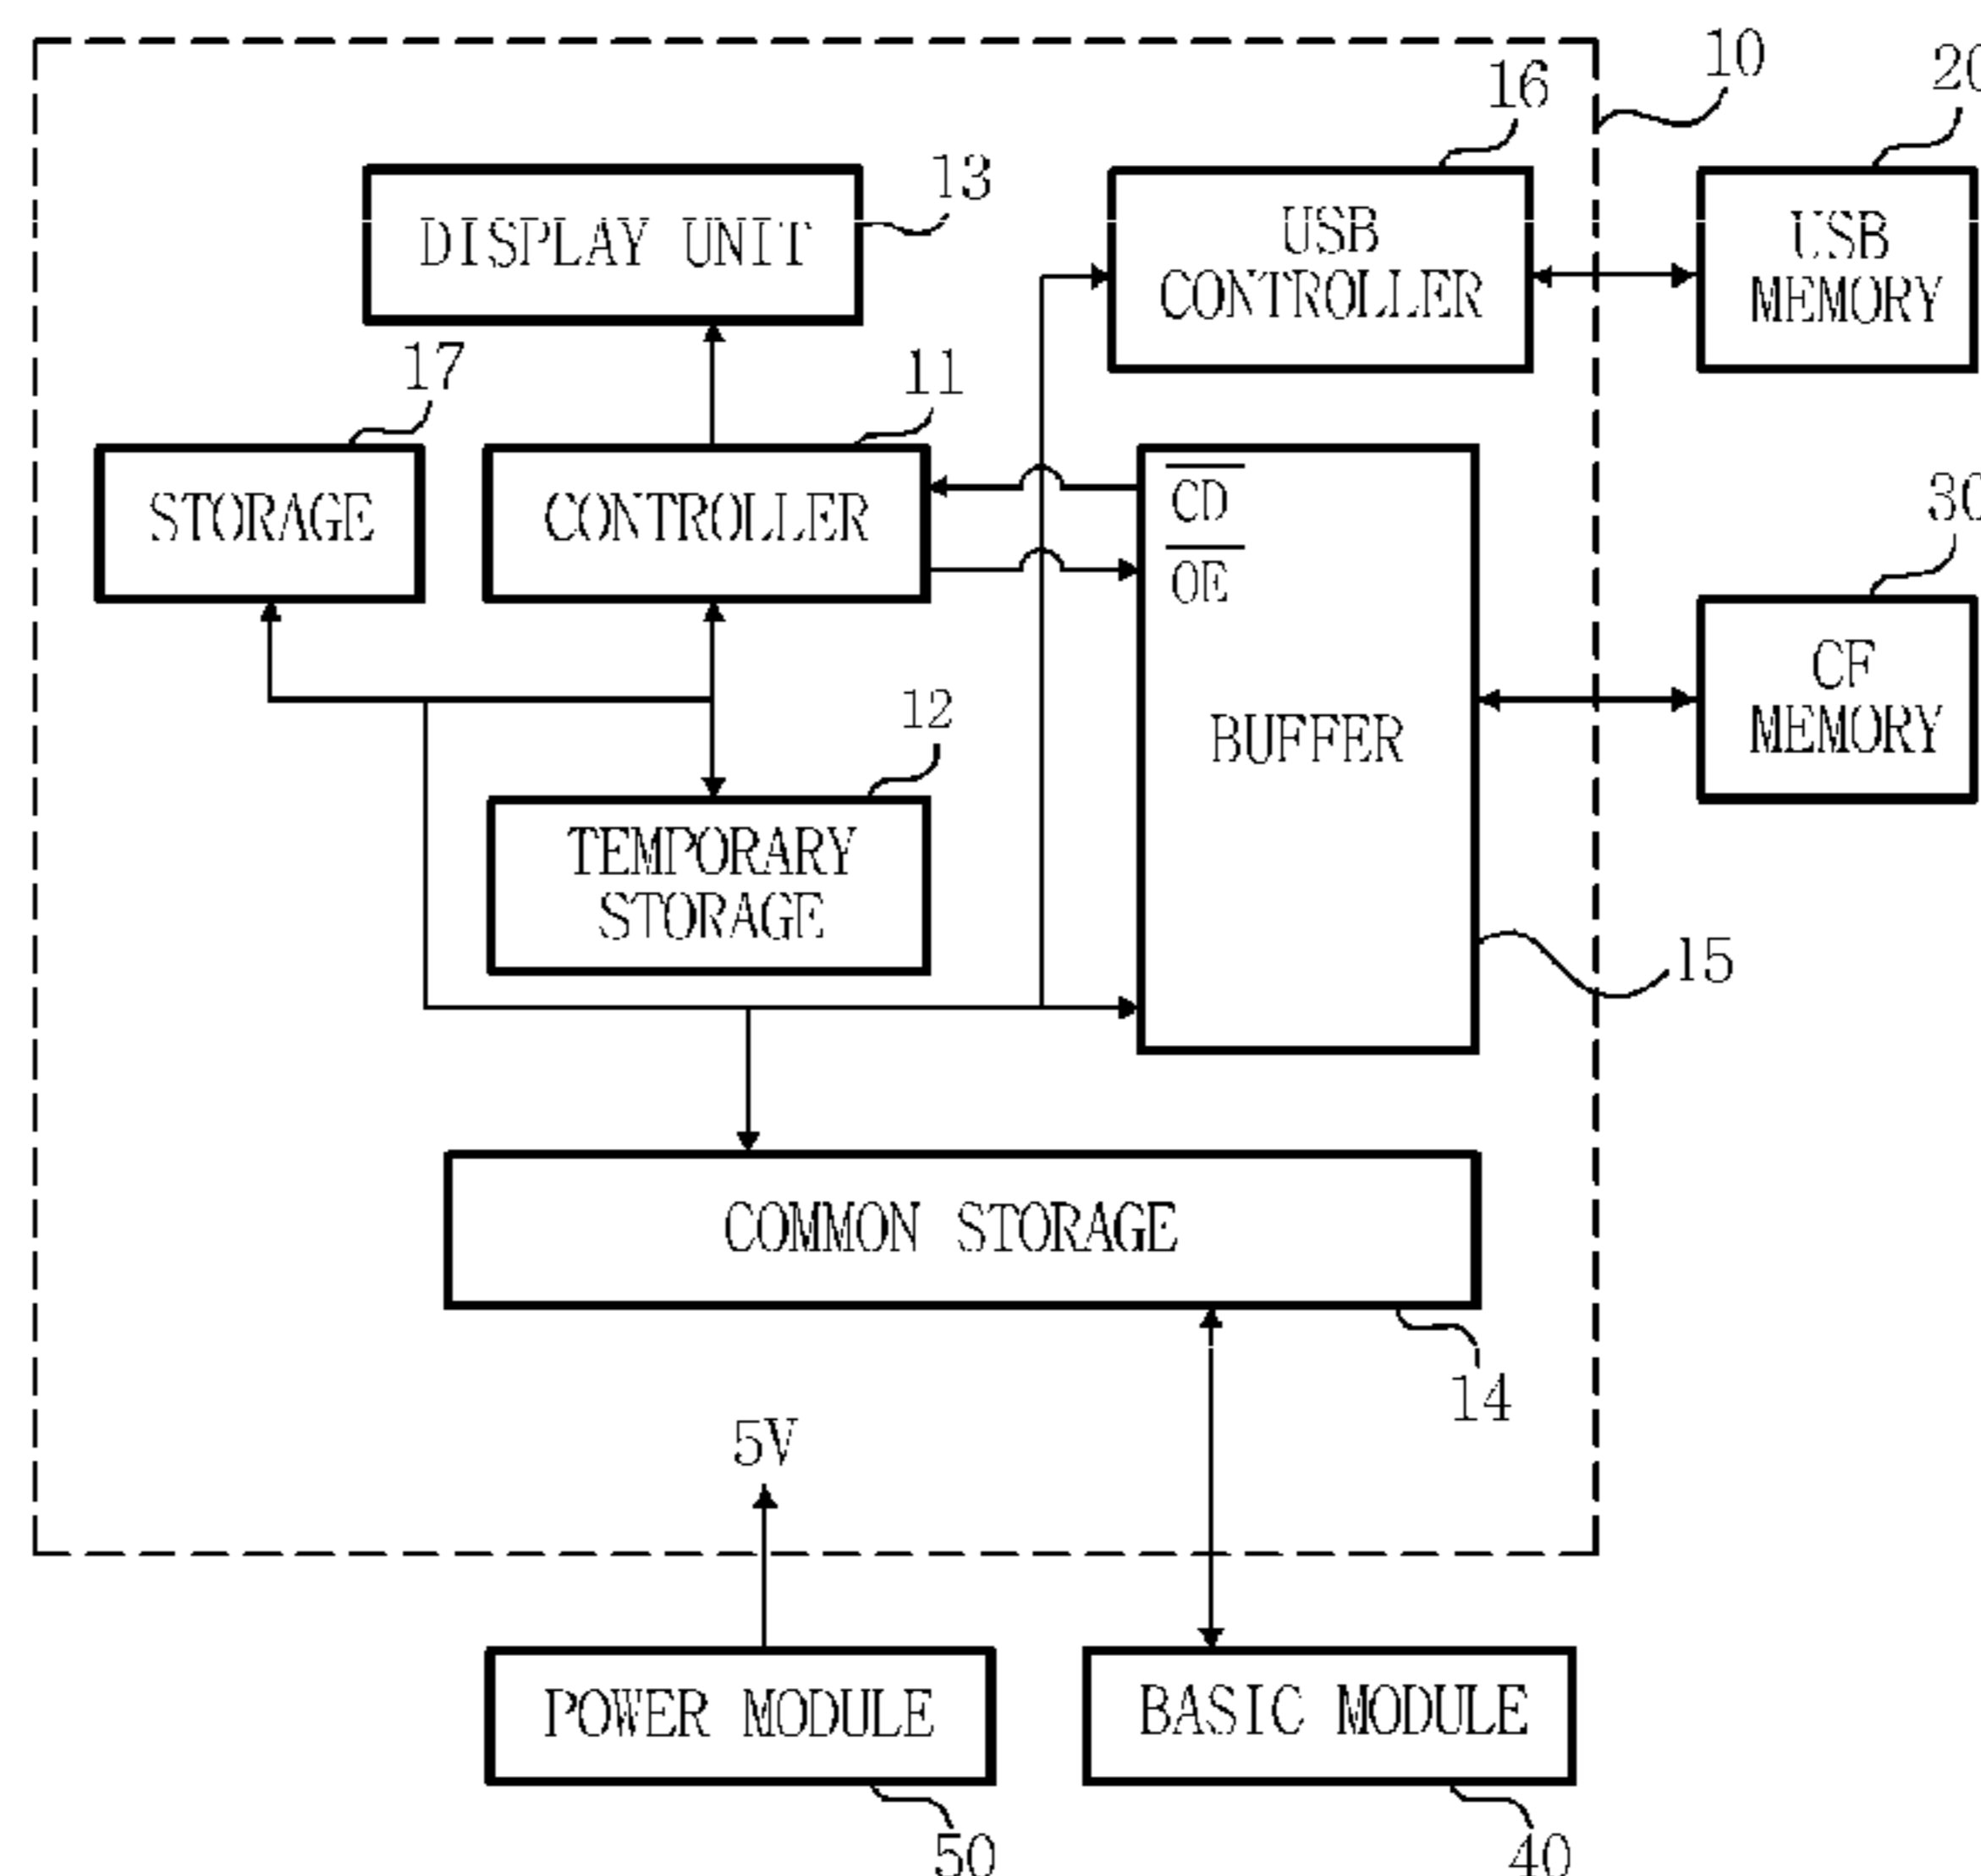 10
20
16
13
DISPLAY UNIT
USB
CONTROLLER
USB
MEMORY
17
11
STORAGE
CONTROLLER
CD
OE
30
CF
MEMORY
12
BUFFER
TEMPORARY
STORAGE
15
COMMON STORAGE
14
5V
POWER MODULE
BASIC MODULE
50
40